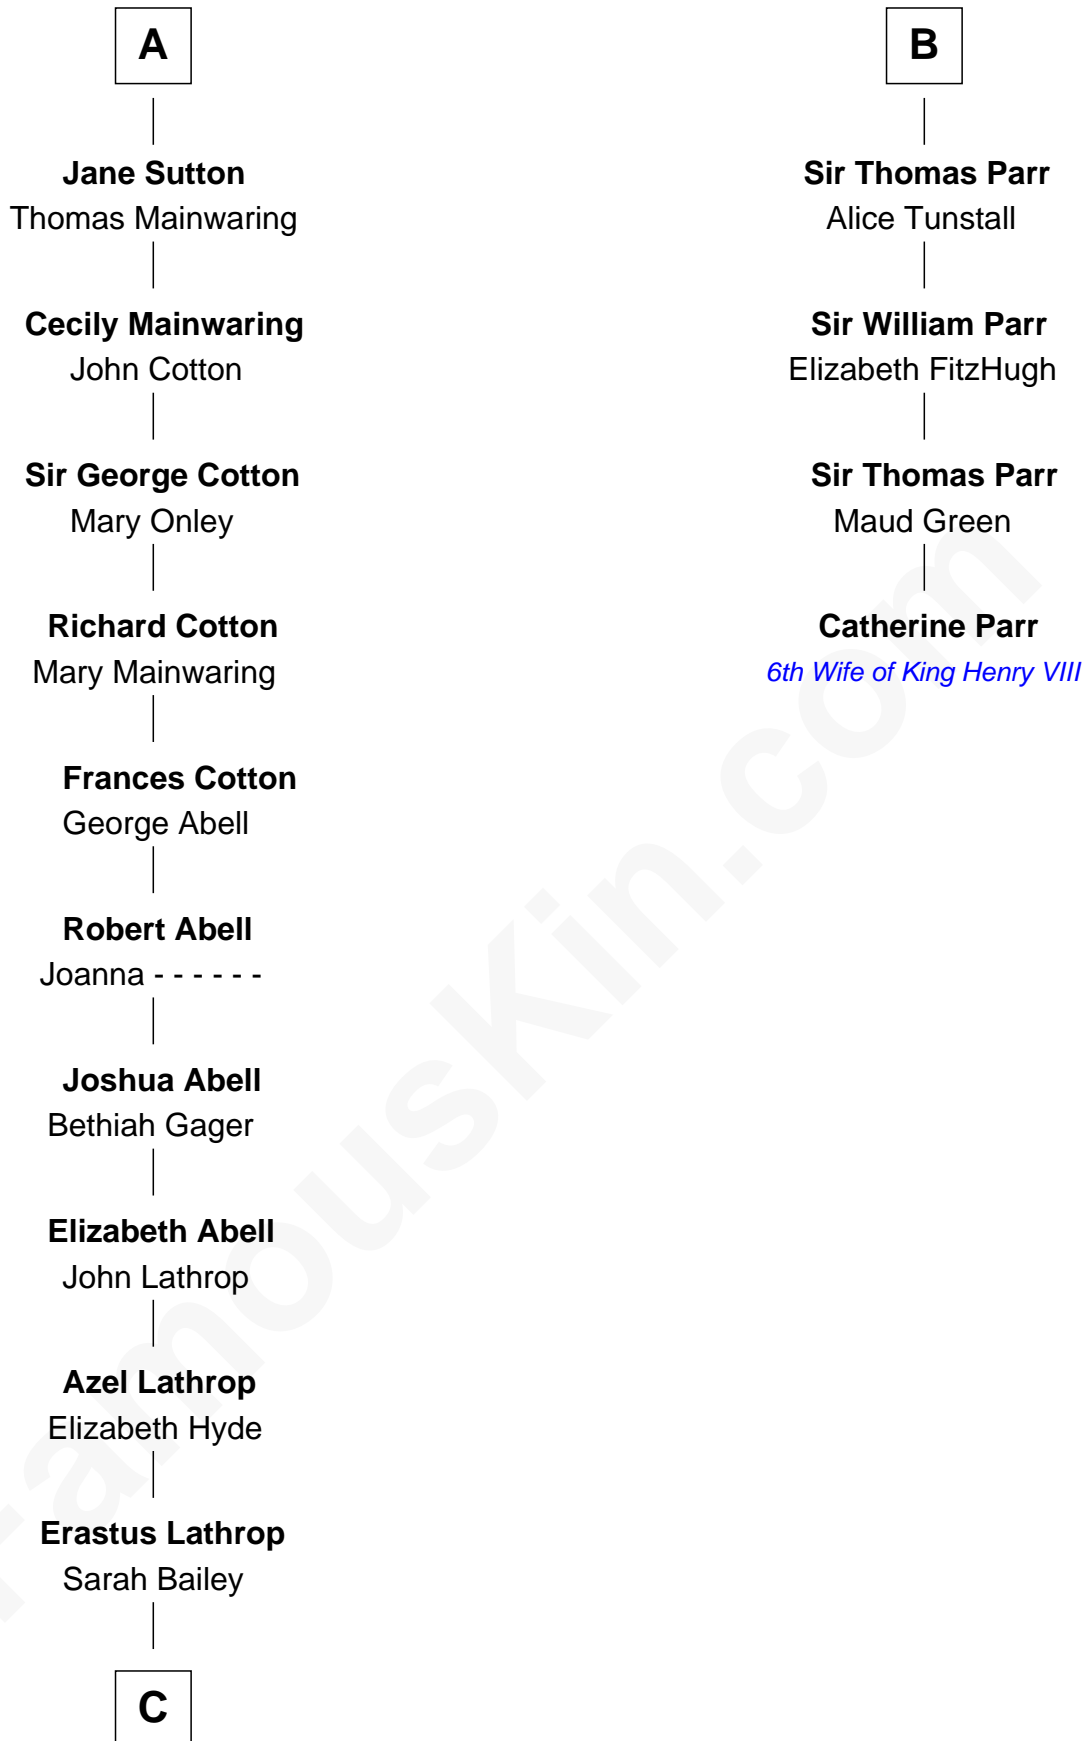 A
Jane Sutton
Thomas Mainwaring
Cecily Mainwaring
John Cotton
Sir George Cotton
Mary Onley
Richard Cotton
Mary Mainwaring
Frances Cotton
George Abell
Robert Abell
Joanna - - - - - -
Joshua Abell
Bethiah Gager
Elizabeth Abell
John Lathrop
Azel Lathrop
Elizabeth Hyde
Erastus Lathrop
Sarah Bailey
C
B
Sir Thomas Parr
Alice Tunstall
Sir William Parr
Elizabeth FitzHugh
Sir Thomas Parr
Maud Green
Catherine Parr
6th Wife of King Henry VIII
FamousKin.com